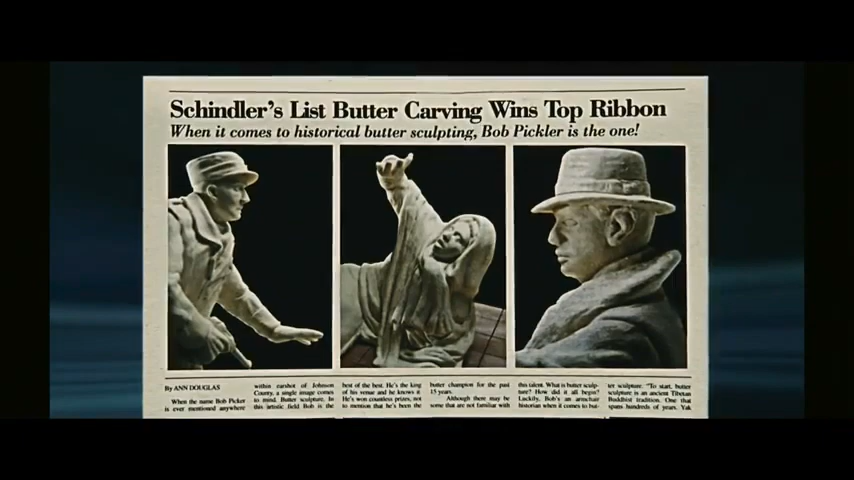 Schindler's List Butter Carving Wins Top Ribbon
When it comes to historical butter sculpting, Bob Pickler is the one!
By ANN DOUGLAS
When the name Bob Picker
is ever mentioned anywhere
within earshot of Johnson
County, a single image comes
to mind. Butter sculpture. In
this artistic field Bob is the
best of the best. He's the king
of his venue and he knows it.
He's won countless prizes, not
to mention that he's been the
butter champion for the past
15 years.
Although there may be
some that are not familiar with
this talent. What is butter sculp-
ture? How did it all begin?
Luckily, Bob's an armchair
historian when it comes to but-
ter sculpture. "To start, butter
sculpture is an ancient Tibetan
Buddhist tradition. One that
spans hundreds of years. Yak